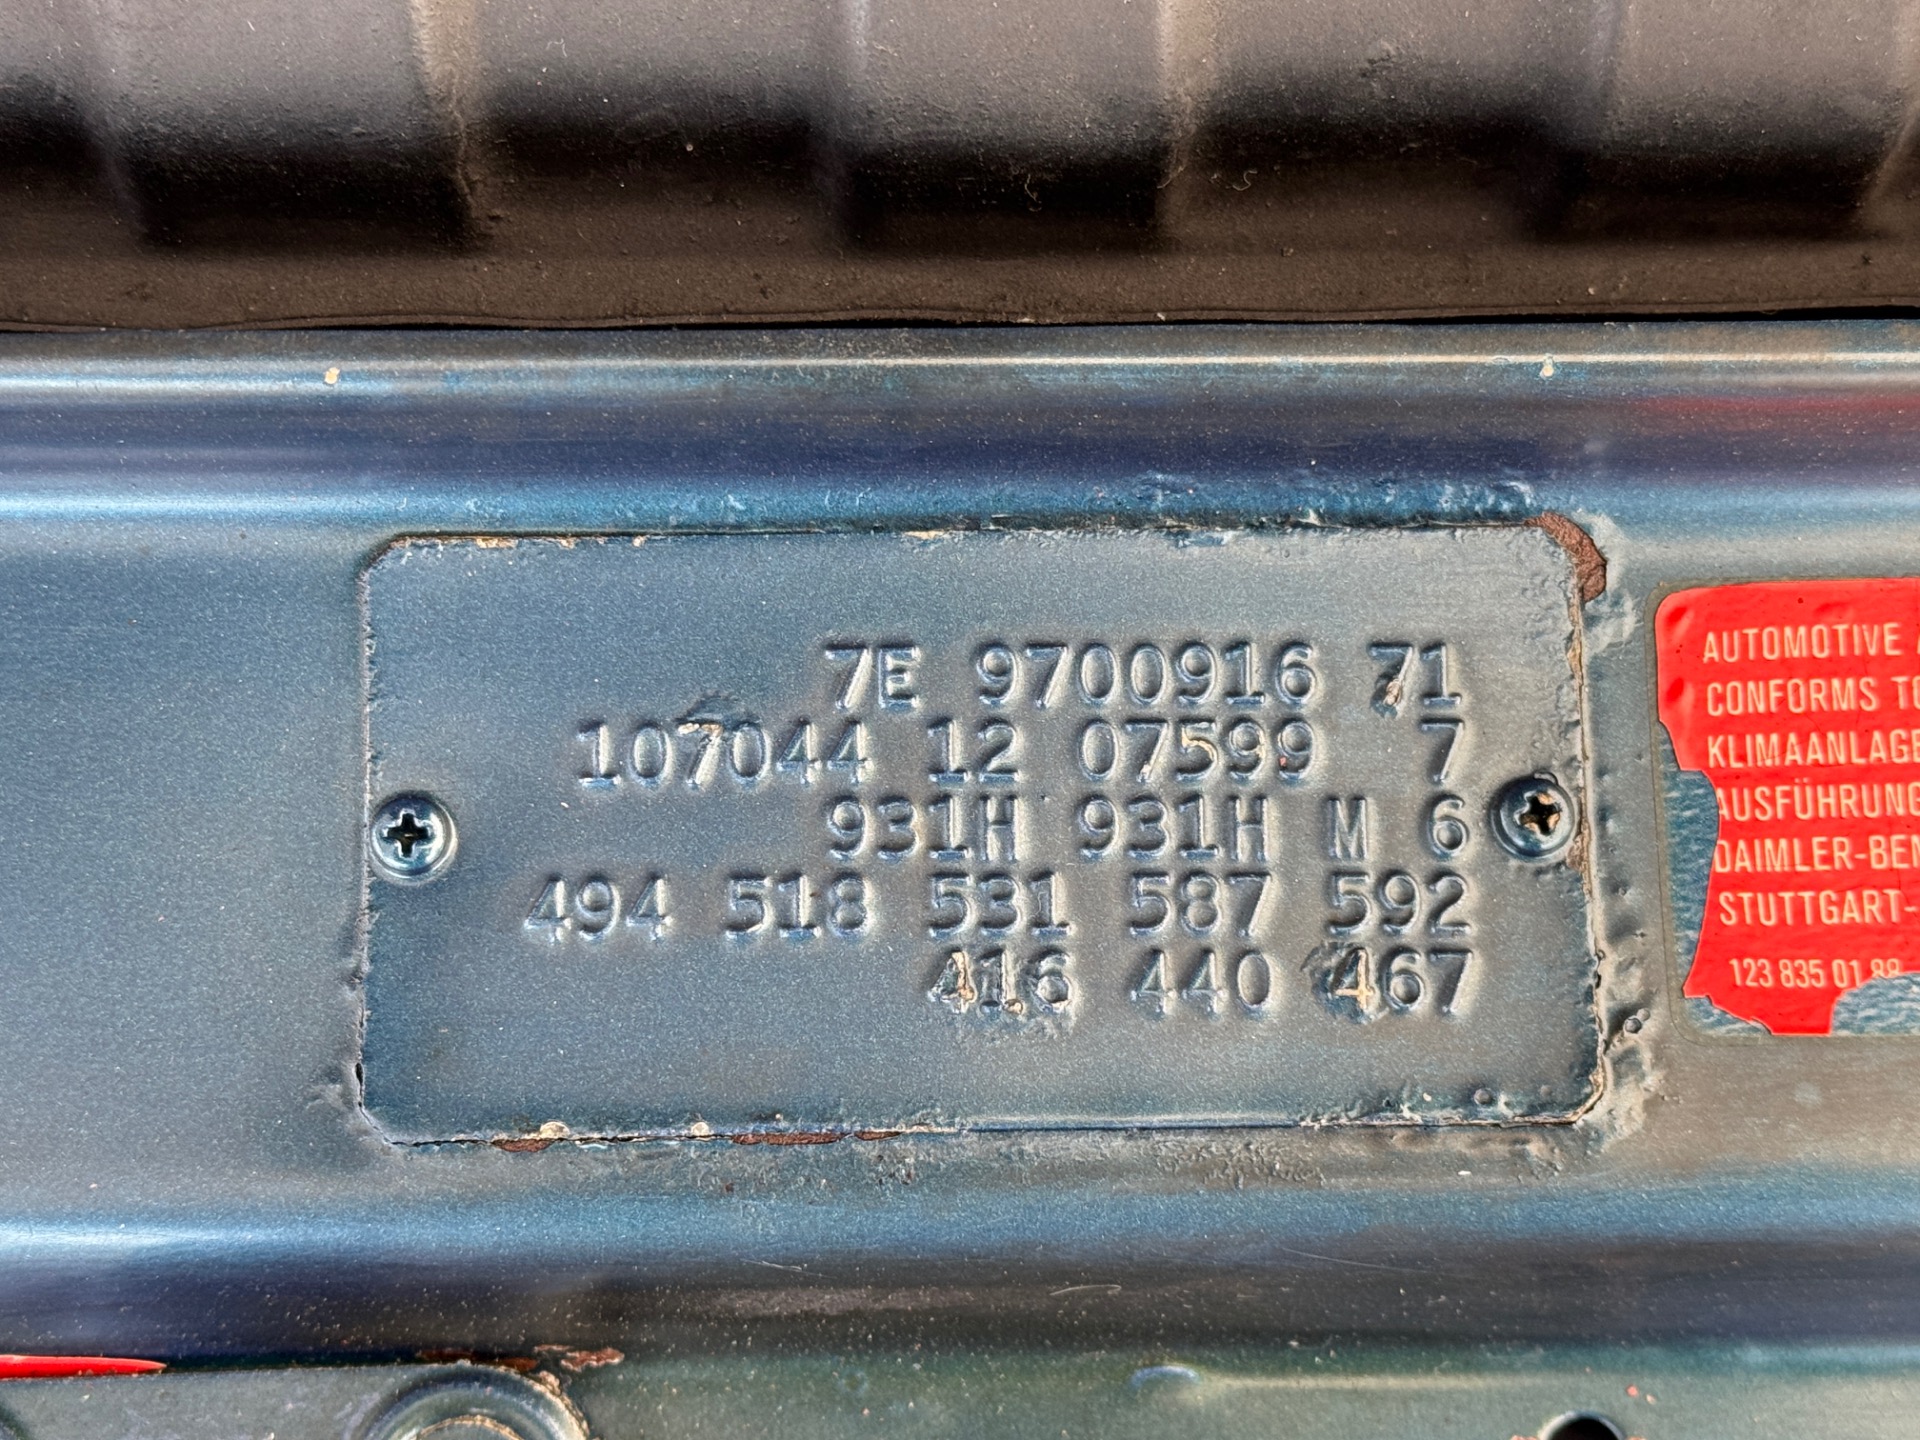 7E 9700916 71
107044 12 07599 7
931H 931H M 6
494 518 531 587 592
416 440 467
AUTOMOTIVE
CONFORMS
KLIMAANLAGE
AUSFÜHRUNG
DAIMLER-BEN
STUTTGART-
123 835 01 88